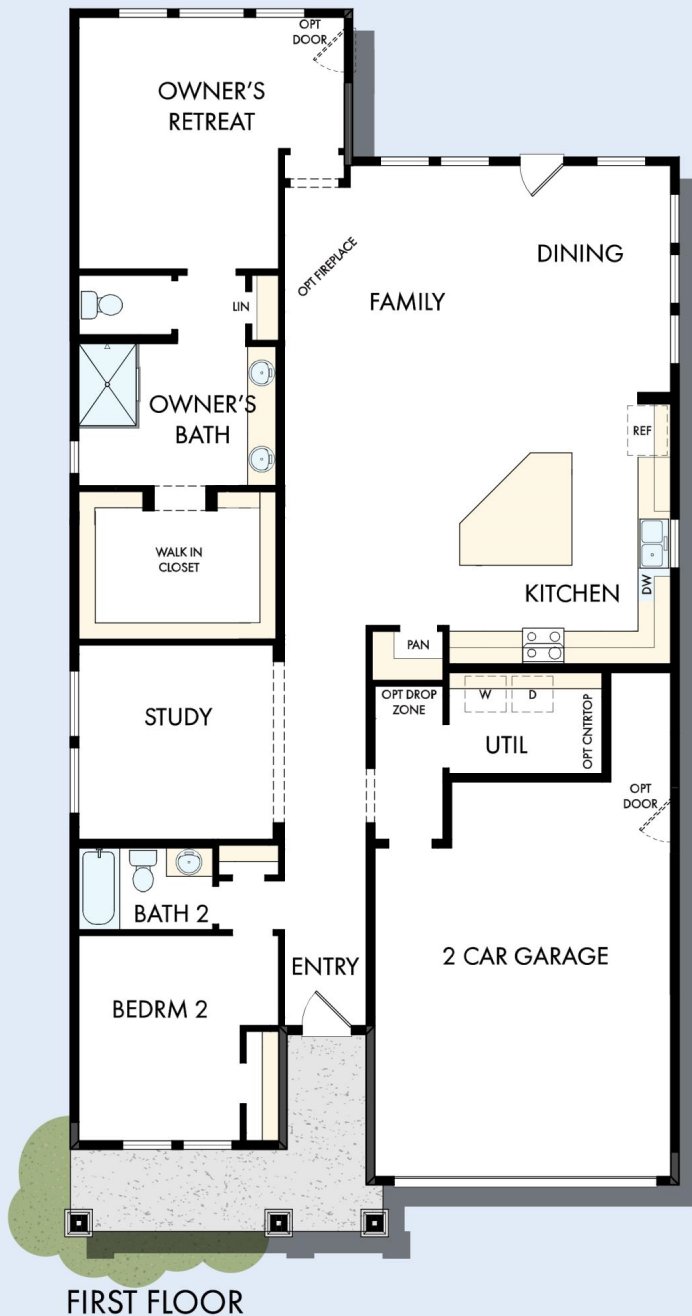 OPT
DOOR
OWNER'S
RETREAT
DINING
OPT FIREPLACE
FAMILY
LIN
OWNER'S
BATH
REF
WALK IN
CLOSET
DW
KITCHEN
PAN
OPT DROP
ZONE
W
D
STUDY
UTIL
OPT CNTRTOP
OPT
DOOR
BATH 2
ENTRY
2 CAR GARAGE
BEDRM 2
FIRST FLOOR